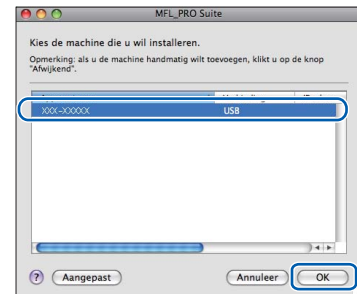 MFL_PRO Suite
Kies de machine die u wil installeren.
Opmerking: als u de machine handmatig wilt toevoegen, klikt u op de knop
"Afwijkend".
XXX-XXXXX USB
? Aangepast Annuleer OK